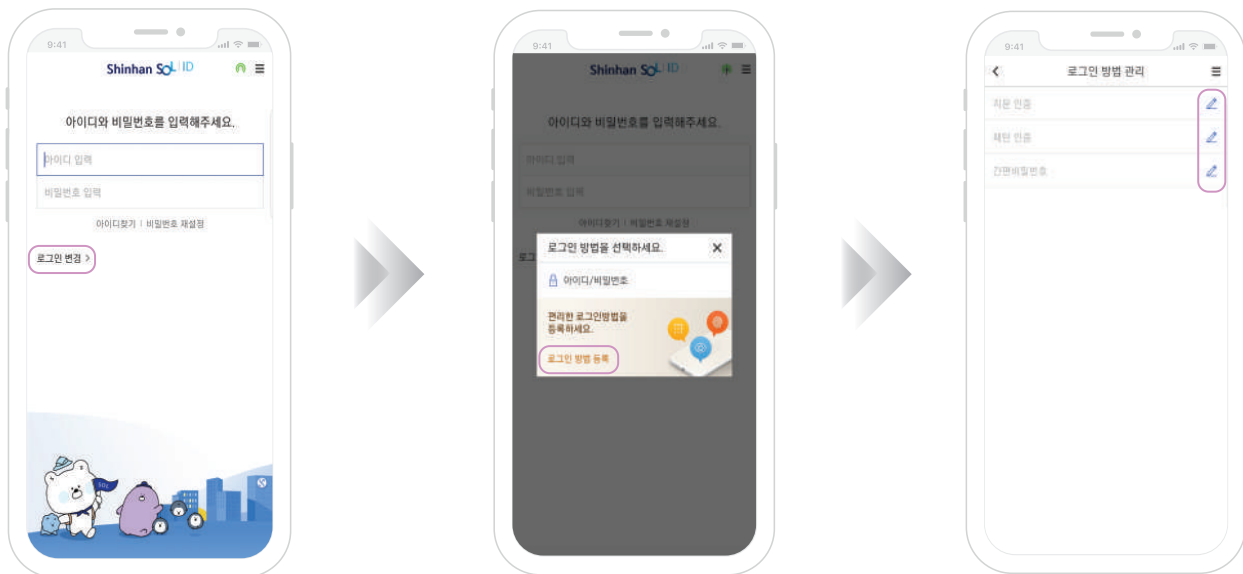 9:41
Shinhan SOL ID
아이디와 비밀번호를 입력해주세요.
아이디 입력
비밀번호 입력
아이디찾기 | 비밀번호 재설정
로그인 변경 >
SOL
9:41
Shinhan SOL ID
아이디와 비밀번호를 입력해주세요.
아이디 입력
비밀번호 입력
아이디찾기 | 비밀번호 재설정
로그
로그인 방법을 선택하세요.
아이디/비밀번호
편리한 로그인방법을
등록하세요.
로그인 방법 등록
9:41
로그인 방법 관리
지문 인증
패턴 인증
간편비밀번호